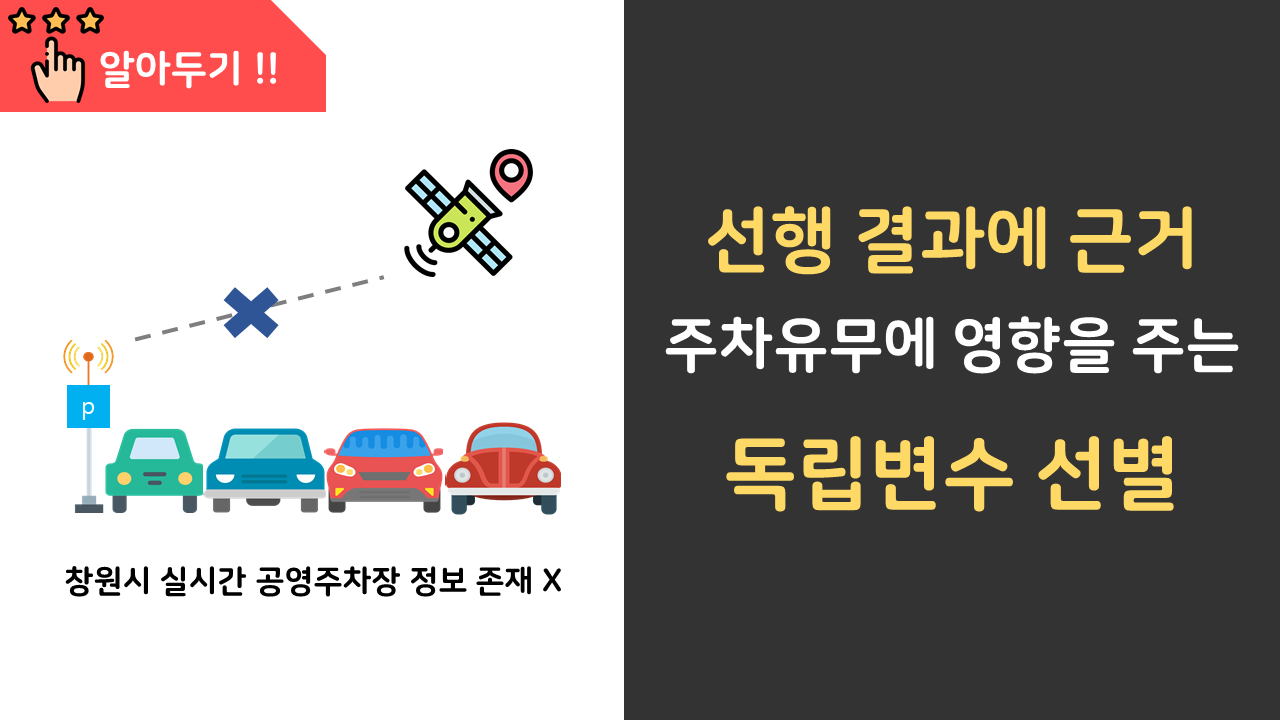 알아두기 !!
p
창원시 실시간 공영주차장 정보 존재 X
선행 결과에 근거
주차유무에 영향을 주는
독립변수 선별